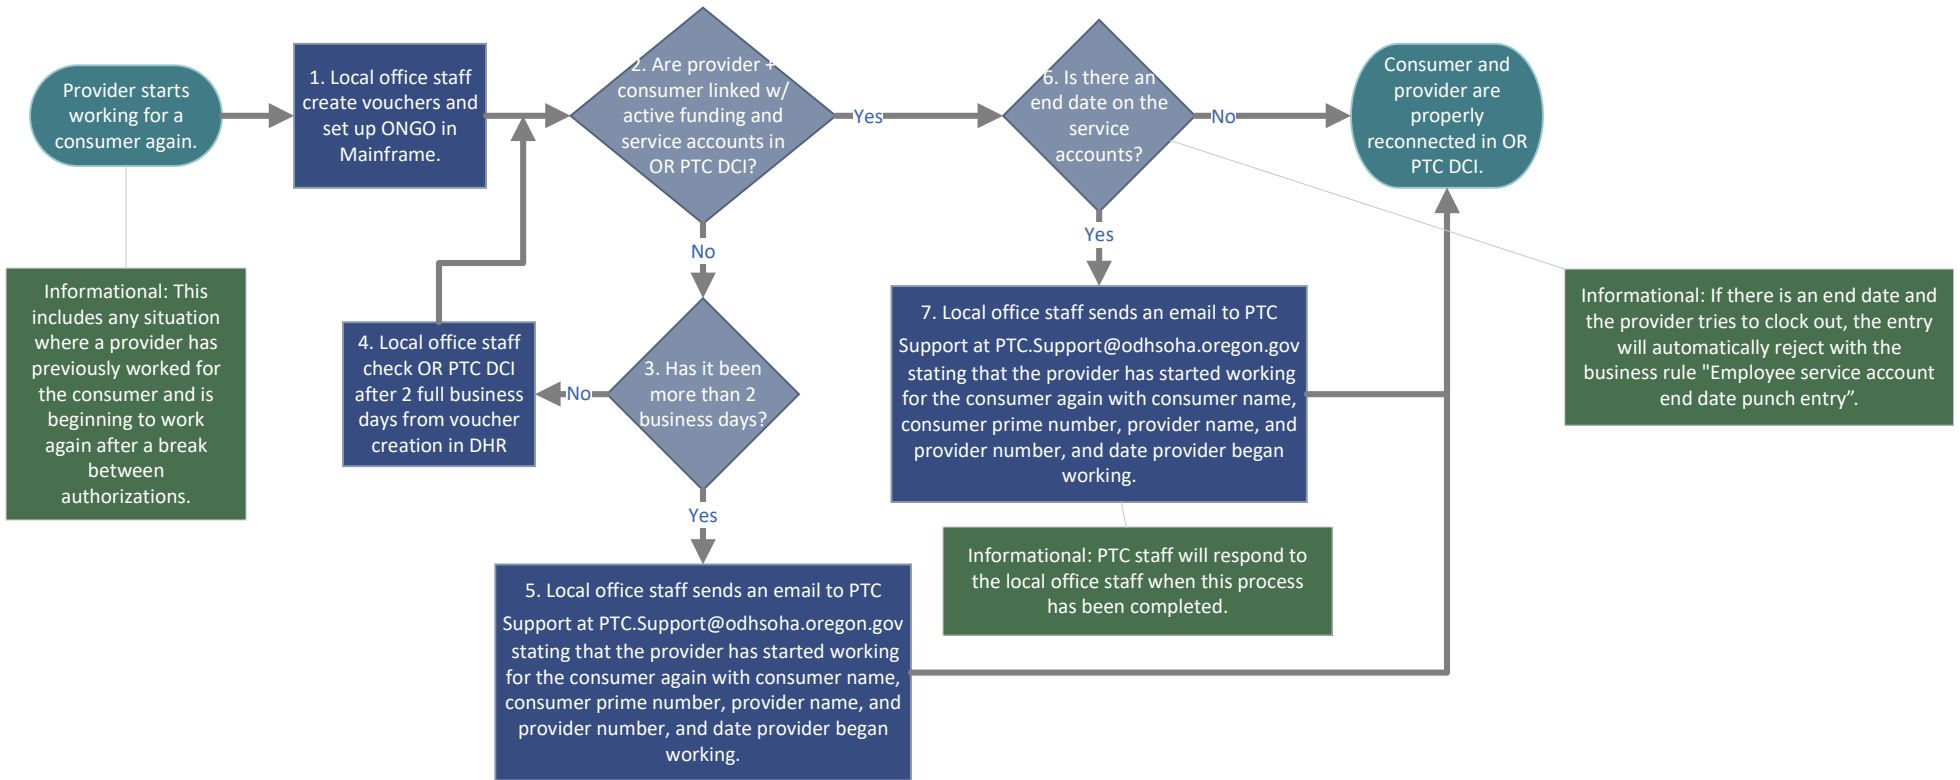 Provider starts
working for a
consumer again.
Informational: This
includes any situation
where a provider has
previously worked for
the consumer and is
beginning to work
again after a break
between
authorizations.
1. Local office staff
create vouchers and
set up ONGO in
Mainframe.
2. Are provider +
consumer linked w/
active funding and
service accounts in
OR PTC DCI?
Yes
No
3. Has it been
more than 2
business days?
No
4. Local office staff
check OR PTC DCI
after 2 full business
days from voucher
creation in DHR
Yes
5. Local office staff sends an email to PTC
Support at PTC.Support@odhsoha.oregon.gov
stating that the provider has started working
for the consumer again with consumer name,
consumer prime number, provider name, and
provider number, and date provider began
working.
6. Is there an
end date on the
service
accounts?
No
Yes
7. Local office staff sends an email to PTC
Support at PTC.Support@odhsoha.oregon.gov
stating that the provider has started working
for the consumer again with consumer name,
consumer prime number, provider name, and
provider number, and date provider began
working.
Informational: PTC staff will respond to
the local office staff when this process
has been completed.
Consumer and
provider are
properly
reconnected in OR
PTC DCI.
Informational: If there is an end date and
the provider tries to clock out, the entry
will automatically reject with the
business rule "Employee service account
end date punch entry”.